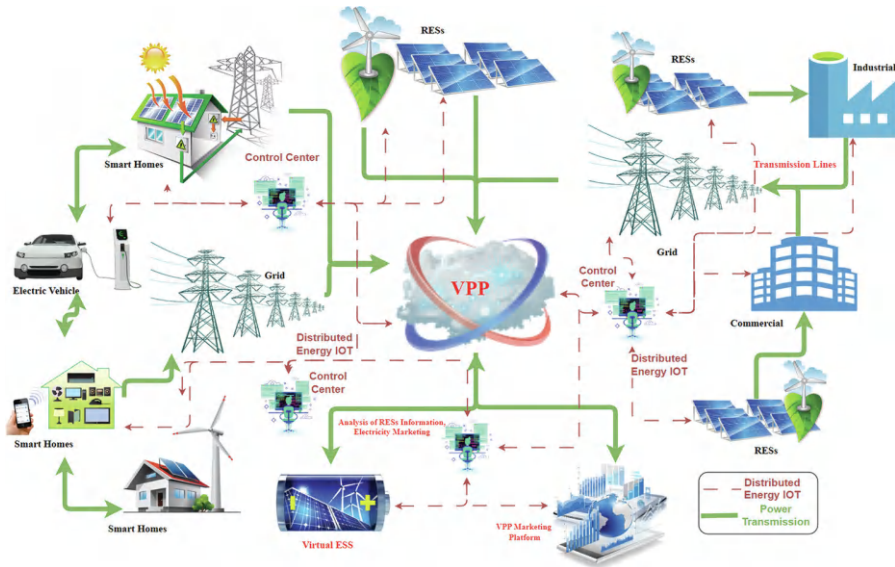 RESs
RESs
Industrial
Smart Homes
Control Center
Transmission Lines
Grid
Grid
VPP
Control
Center
Electric Vehicle
Commercial
Distributed
Energy IOT
Distributed
Energy IOT
Control
Center
Smart Homes
Analysis of RESs Information,
Electricity Marketing
RESs
Smart Homes
Virtual ESS
VPP Marketing
Platform
Distributed
Energy IOT
Power
Transmission